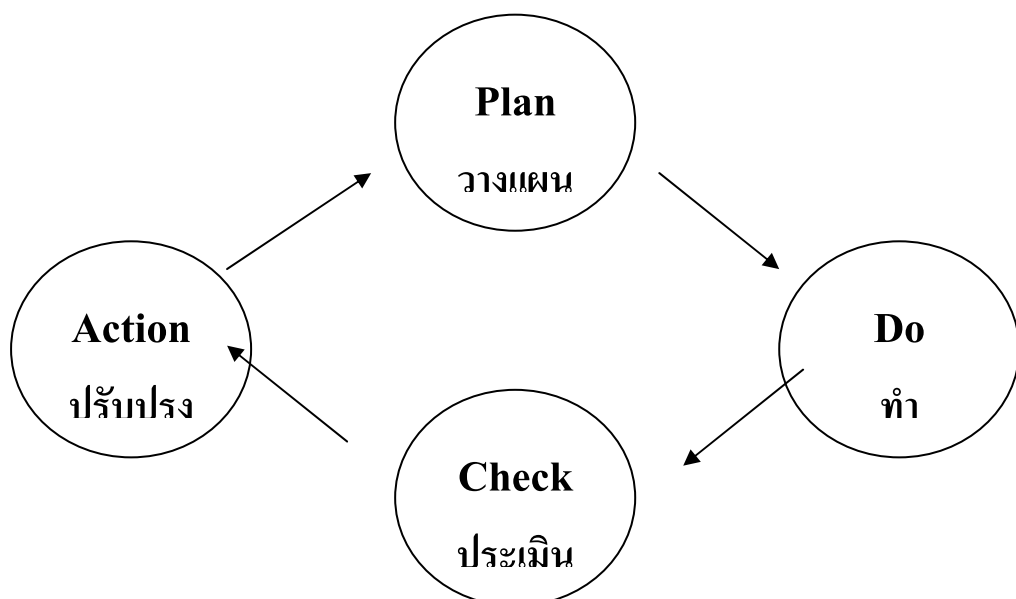 Plan
วางแผน
Do
ทำ
Check
ประเมิน
Action
ปรับปรุง